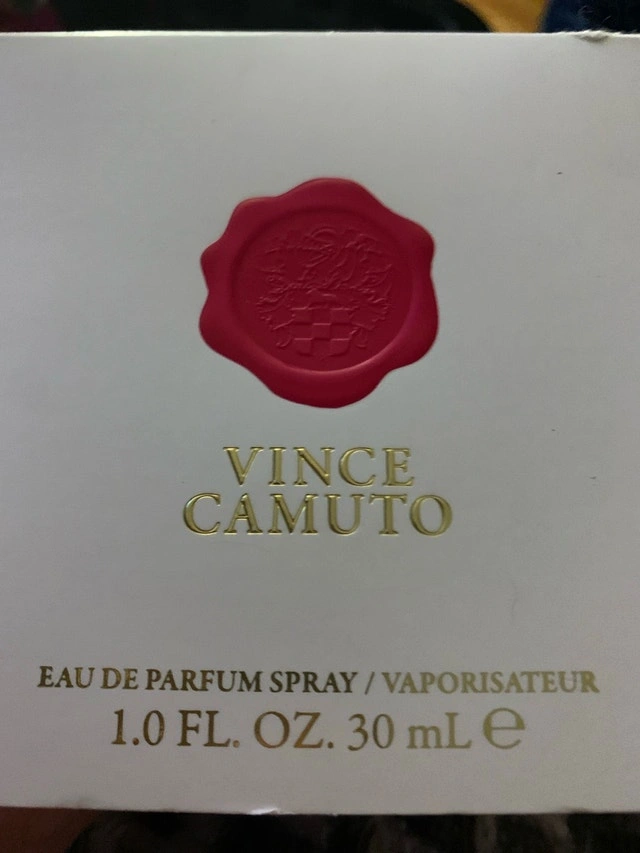 VINCE
CAMUTO
EAU DE PARFUM SPRAY / VAPORISATEUR
1.0 FL. OZ. 30 mL ℮